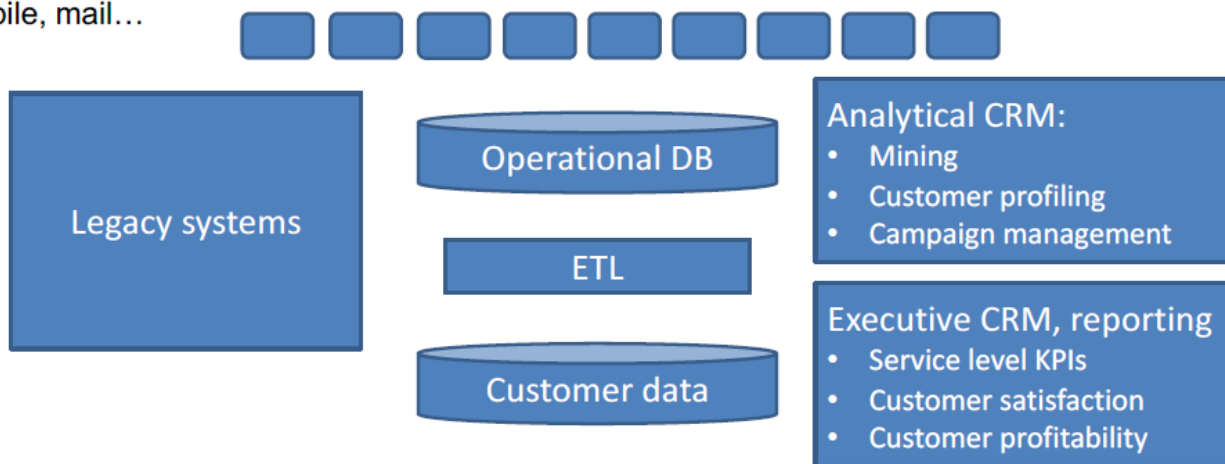 mail…
Legacy systems
Operational DB
ETL
Customer data
Analytical CRM:
• Mining
• Customer profiling
• Campaign management
Executive CRM, reporting
• Service level KPIs
• Customer satisfaction
• Customer profitability